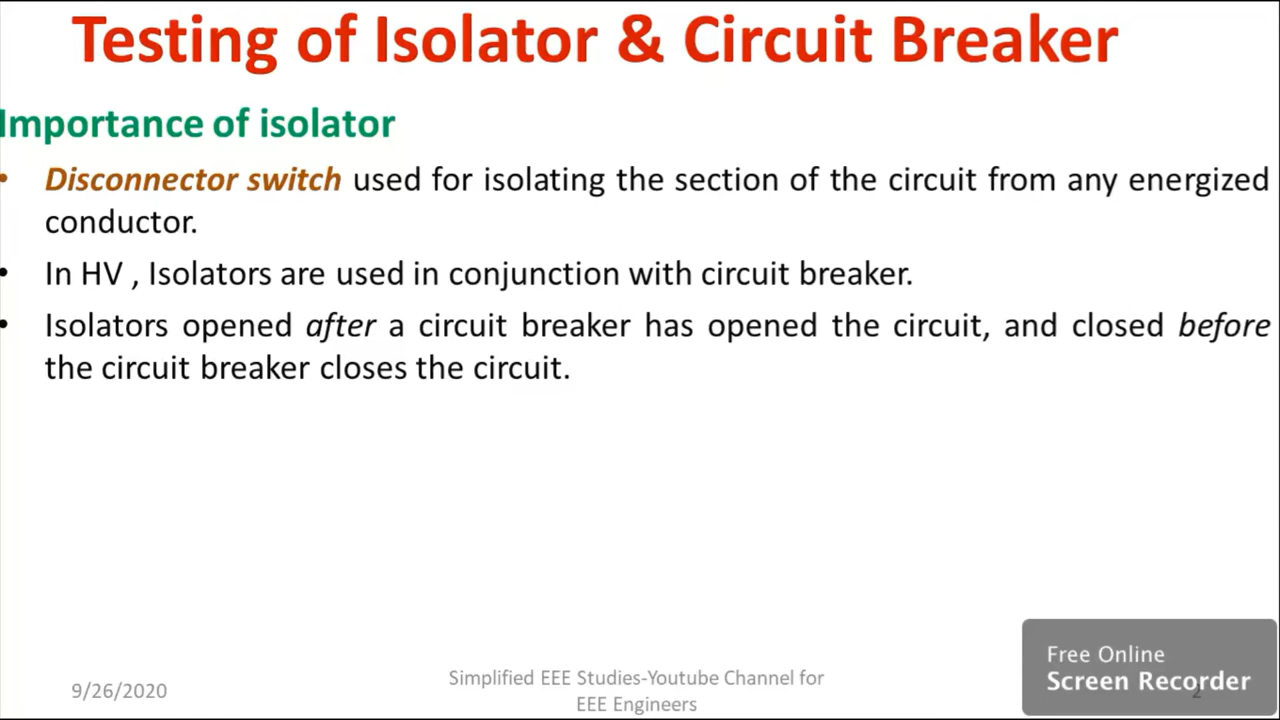 Testing of Isolator & Circuit Breaker
Importance of isolator
• Disconnector switch used for isolating the section of the circuit from any energized
conductor.
• In HV , Isolators are used in conjunction with circuit breaker.
• Isolators opened after a circuit breaker has opened the circuit, and closed before
the circuit breaker closes the circuit.
9/26/2020
Simplified EEE Studies-Youtube Channel for
EEE Engineers
Free Online
Screen Recorder
2